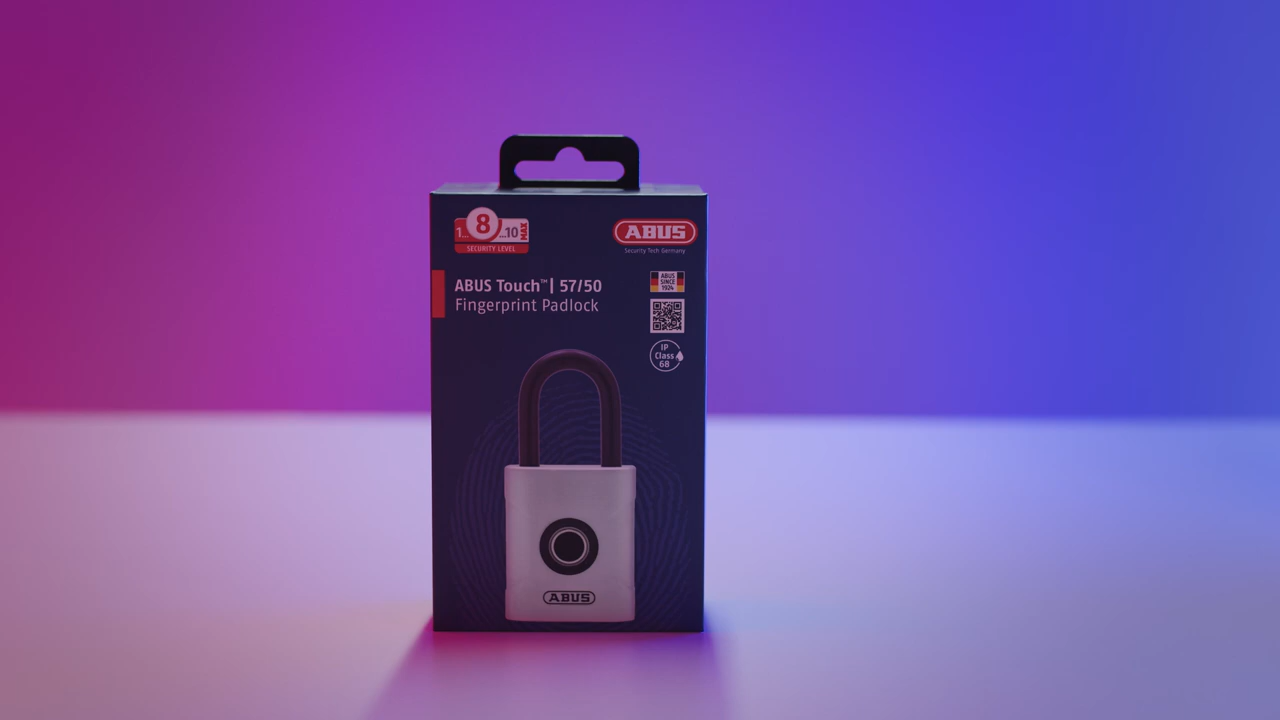 1... 8 ...10 MAX
SECURITY LEVEL
ABUS
Security Tech Germany
ABUS Touch™ | 57/50
Fingerprint Padlock
ABUS
SINCE
1924
IP
Class
68
ABUS